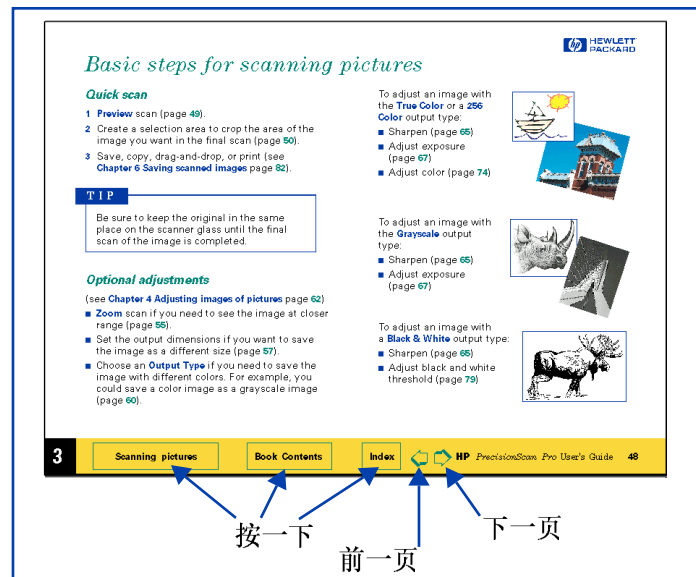 HEWLETT
PACKARD
Basic steps for scanning pictures
Quick scan
1 Preview scan (page 49).
2 Create a selection area to crop the area of the
image you want in the final scan (page 50).
3 Save, copy, drag-and-drop, or print (see
Chapter 6 Saving scanned images page 82).
TIP
Be sure to keep the original in the same
place on the scanner glass until the final
scan of the image is completed.
Optional adjustments
(see Chapter 4 Adjusting images of pictures page 62)
■ Zoom scan if you need to see the image at closer
range (page 55).
■ Set the output dimensions if you want to save
the image as a different size (page 57).
■ Choose an Output Type if you need to save the
image with different colors. For example, you
could save a color image as a grayscale image
(page 60).
To adjust an image with
the True Color or a 256
Color output type:
■ Sharpen (page 65)
■ Adjust exposure
(page 67)
■ Adjust color (page 74)
To adjust an image with
the Grayscale output
type:
■ Sharpen (page 65)
■ Adjust exposure
(page 67)
To adjust an image with
a Black & White output type:
■ Sharpen (page 65)
■ Adjust black and white
threshold (page 79)
3 Scanning pictures Book Contents Index HP PrecisionScan Pro User's Guide 48
按一下
前一页
下一页